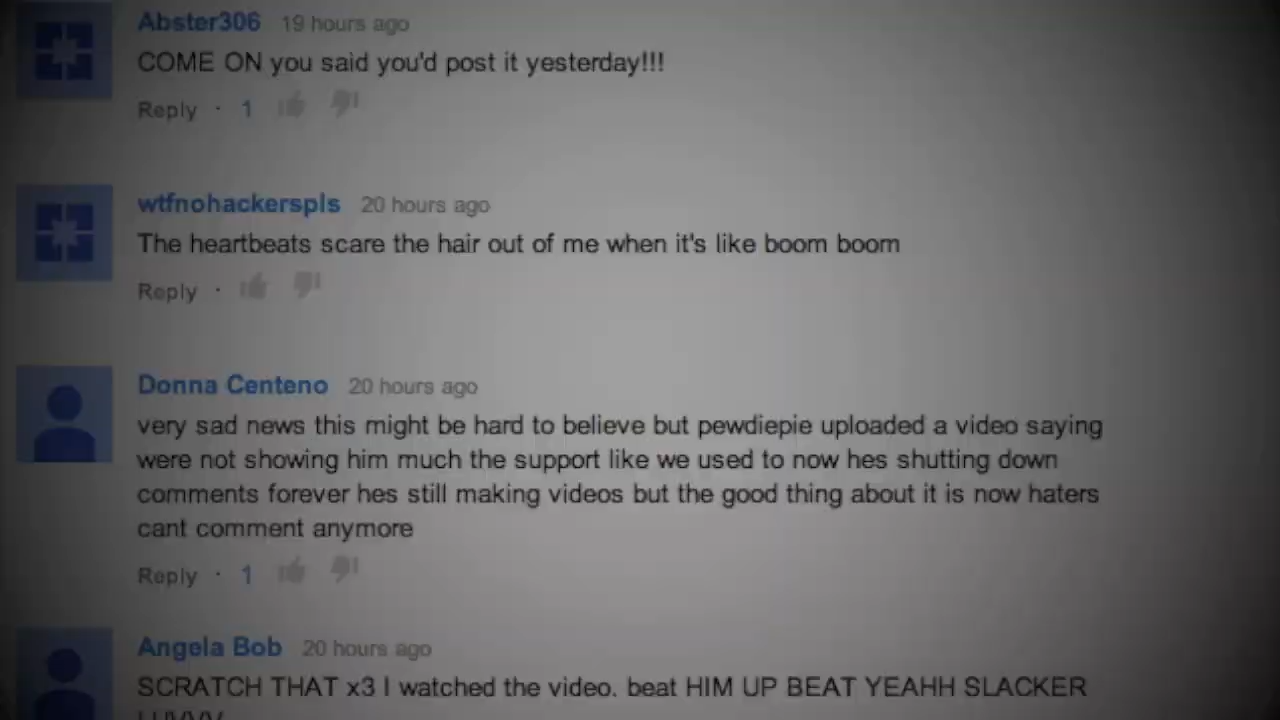 Abster306 19 hours ago
COME ON you said you'd post it yesterday!!!
Reply · 1
wtfnohackerspls 20 hours ago
The heartbeats scare the hair out of me when it's like boom boom
Reply ·
Donna Centeno 20 hours ago
very sad news this might be hard to believe but pewdiepie uploaded a video saying
were not showing him much the support like we used to now hes shutting down
comments forever hes still making videos but the good thing about it is now haters
cant comment anymore
Reply · 1
Angela Bob 20 hours ago
SCRATCH THAT x3 I watched the video. beat HIM UP BEAT YEAHH SLACKER